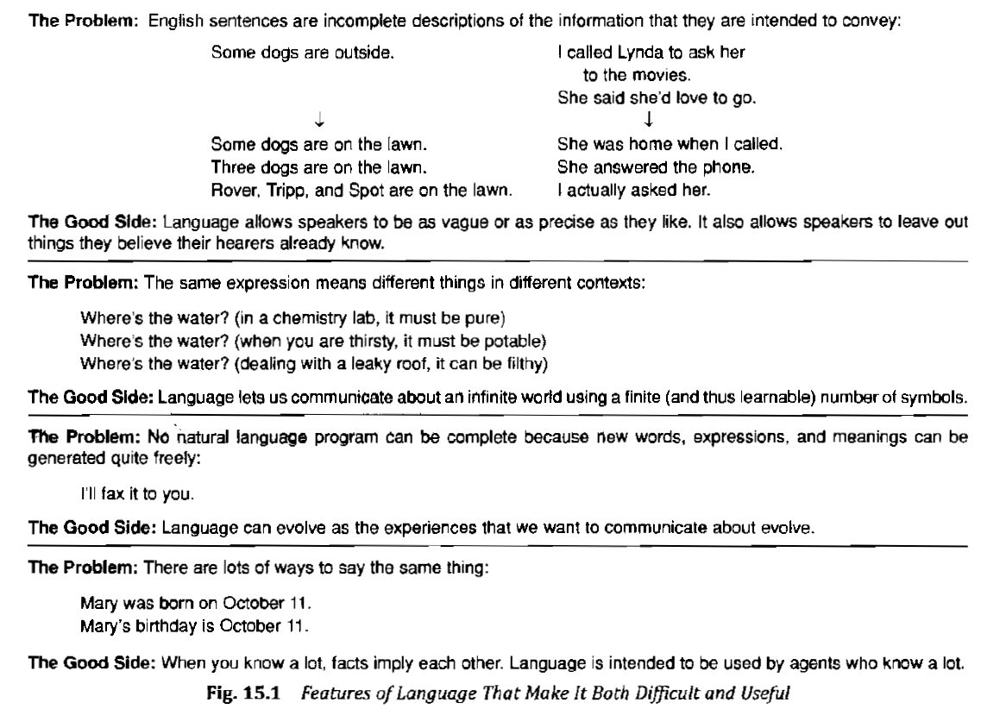 The Problem: English sentences are incomplete descriptions of the information that they are intended to convey:
Some dogs are outside.
I called Lynda to ask her
to the movies.
She said she'd love to go.
↓ ↓
Some dogs are on the lawn.
She was home when I called.
Three dogs are on the lawn.
She answered the phone.
Rover, Tripp, and Spot are on the lawn.
I actually asked her.
The Good Side: Language allows speakers to be as vague or as precise as they like. It also allows speakers to leave out
things they believe their hearers already know.
The Problem: The same expression means different things in different contexts:
Where's the water? (in a chemistry lab, it must be pure)
Where's the water? (when you are thirsty, it must be potable)
Where's the water? (dealing with a leaky roof, it can be filthy)
The Good Side: Language lets us communicate about an infinite world using a finite (and thus learnable) number of symbols.
The Problem: No natural language program can be complete because new words, expressions, and meanings can be
generated quite freely:
I'll fax it to you.
The Good Side: Language can evolve as the experiences that we want to communicate about evolve.
The Problem: There are lots of ways to say the same thing:
Mary was born on October 11.
Mary's birthday is October 11.
The Good Side: When you know a lot, facts imply each other. Language is intended to be used by agents who know a lot.
Fig. 15.1 Features of Language That Make It Both Difficult and Useful